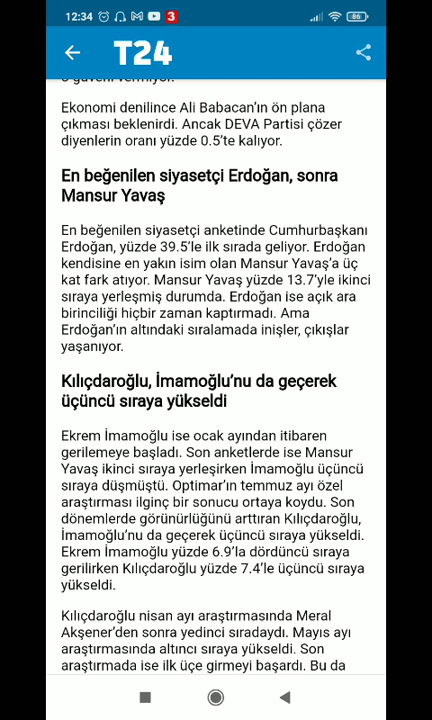 12:34
3
86
T24
o güveni vermiyor.
Ekonomi denilince Ali Babacan'ın ön plana
çıkması beklenirdi. Ancak DEVA Partisi çözer
diyenlerin oranı yüzde 0.5'te kalıyor.
En beğenilen siyasetçi Erdoğan, sonra
Mansur Yavaş
En beğenilen siyasetçi anketinde Cumhurbaşkanı
Erdoğan, yüzde 39.5'le ilk sırada geliyor. Erdoğan
kendisine en yakın isim olan Mansur Yavaş'a üç
kat fark atıyor. Mansur Yavaş yüzde 13.7'yle ikinci
sıraya yerleşmiş durumda. Erdoğan ise açık ara
birinciliği hiçbir zaman kaptırmadı. Ama
Erdoğan'ın altındaki sıralamada inişler, çıkışlar
yaşanıyor.
Kılıçdaroğlu, İmamoğlu'nu da geçerek
üçüncü sıraya yükseldi
Ekrem İmamoğlu ise ocak ayından itibaren
gerilemeye başladı. Son anketlerde ise Mansur
Yavaş ikinci sıraya yerleşirken İmamoğlu üçüncü
sıraya düşmüştü. Optimar'ın temmuz ayı özel
araştırması ilginç bir sonucu ortaya koydu. Son
dönemlerde görünürlüğünü arttıran Kılıçdaroğlu,
İmamoğlu'nu da geçerek üçüncü sıraya yükseldi.
Ekrem İmamoğlu yüzde 6.9'la dördüncü sıraya
gerilirken Kılıçdaroğlu yüzde 7.4'le üçüncü sıraya
yükseldi.
Kılıçdaroğlu nisan ayı araştırmasında Meral
Akşener'den sonra yedinci sıradaydı. Mayıs ayı
araştırmasında altıncı sıraya yükseldi. Son
araştırmada ise ilk üçe girmeyi başardı. Bu da